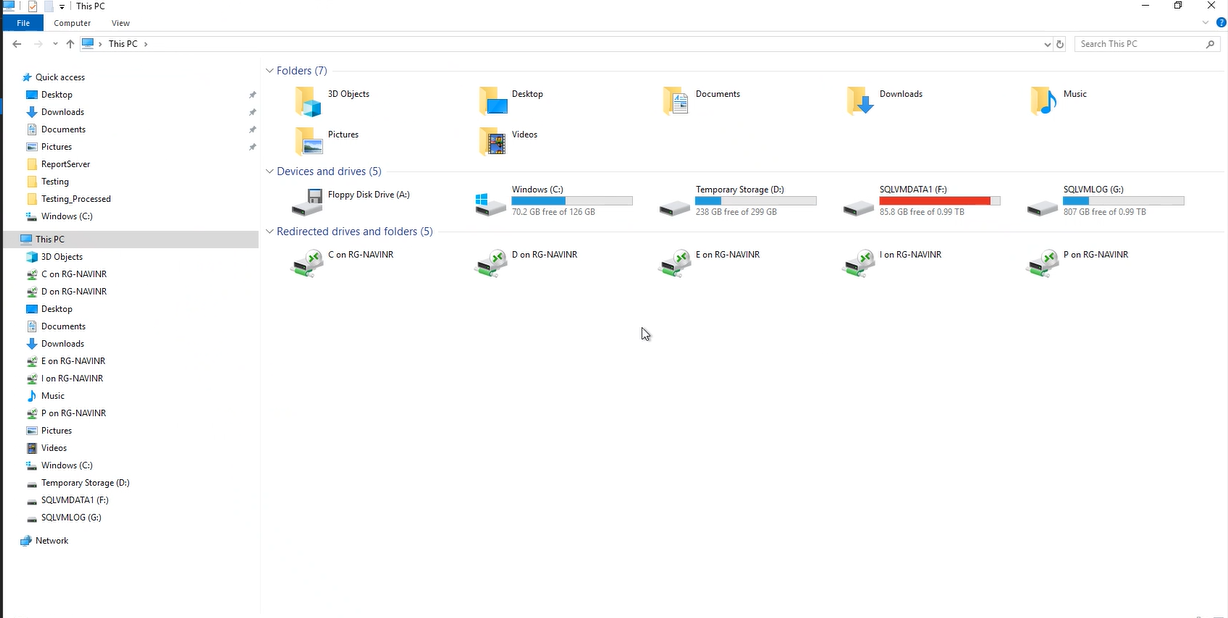 This PC
File Computer View
This PC
Search This PC
Quick access
Desktop
Downloads
Documents
Pictures
ReportServer
Testing
Testing_Processed
Windows (C:)
This PC
3D Objects
C on RG-NAVINR
D on RG-NAVINR
Desktop
Documents
Downloads
E on RG-NAVINR
I on RG-NAVINR
Music
P on RG-NAVINR
Pictures
Videos
Windows (C:)
Temporary Storage (D:)
SQLVMDATA1 (F:)
SQLVMLOG (G:)
Network
Folders (7)
3D Objects
Desktop
Documents
Downloads
Music
Pictures
Videos
Devices and drives (5)
Floppy Disk Drive (A:)
Windows (C:)
70.2 GB free of 126 GB
Temporary Storage (D:)
238 GB free of 299 GB
SQLVMDATA1 (F:)
85.8 GB free of 0.99 TB
SQLVMLOG (G:)
807 GB free of 0.99 TB
Redirected drives and folders (5)
C on RG-NAVINR
D on RG-NAVINR
E on RG-NAVINR
I on RG-NAVINR
P on RG-NAVINR